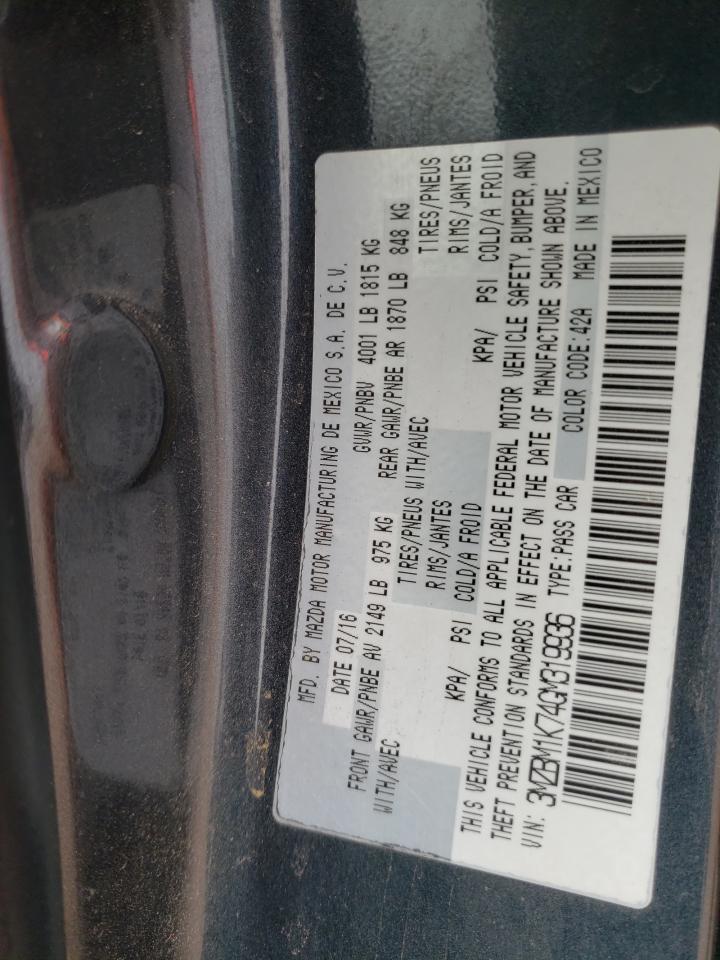 MFD. BY MAZDA MOTOR MANUFACTURING DE MEXICO S.A. DE C.V.
DATE 07/16 GVWR/PNBV 4001 LB 1815 KG
FRONT GAWR/PNBE AV 2149 LB 975 KG REAR GAWR/PNBE AR 1870 LB 848 KG
WITH/AVEC TIRES/PNEUS WITH/AVEC TIRES/PNEUS
RIMS/JANTES RIMS/JANTES
KPA/ PSI COLD/A FROID KPA/ PSI COLD/A FROID
THIS VEHICLE CONFORMS TO ALL APPLICABLE FEDERAL MOTOR VEHICLE SAFETY, BUMPER, AND
THEFT PREVENTION STANDARDS IN EFFECT ON THE DATE OF MANUFACTURE SHOWN ABOVE.
VIN: 3MZBM1K74GM319936 TYPE:PASS CAR COLOR CODE:42A MADE IN MEXICO